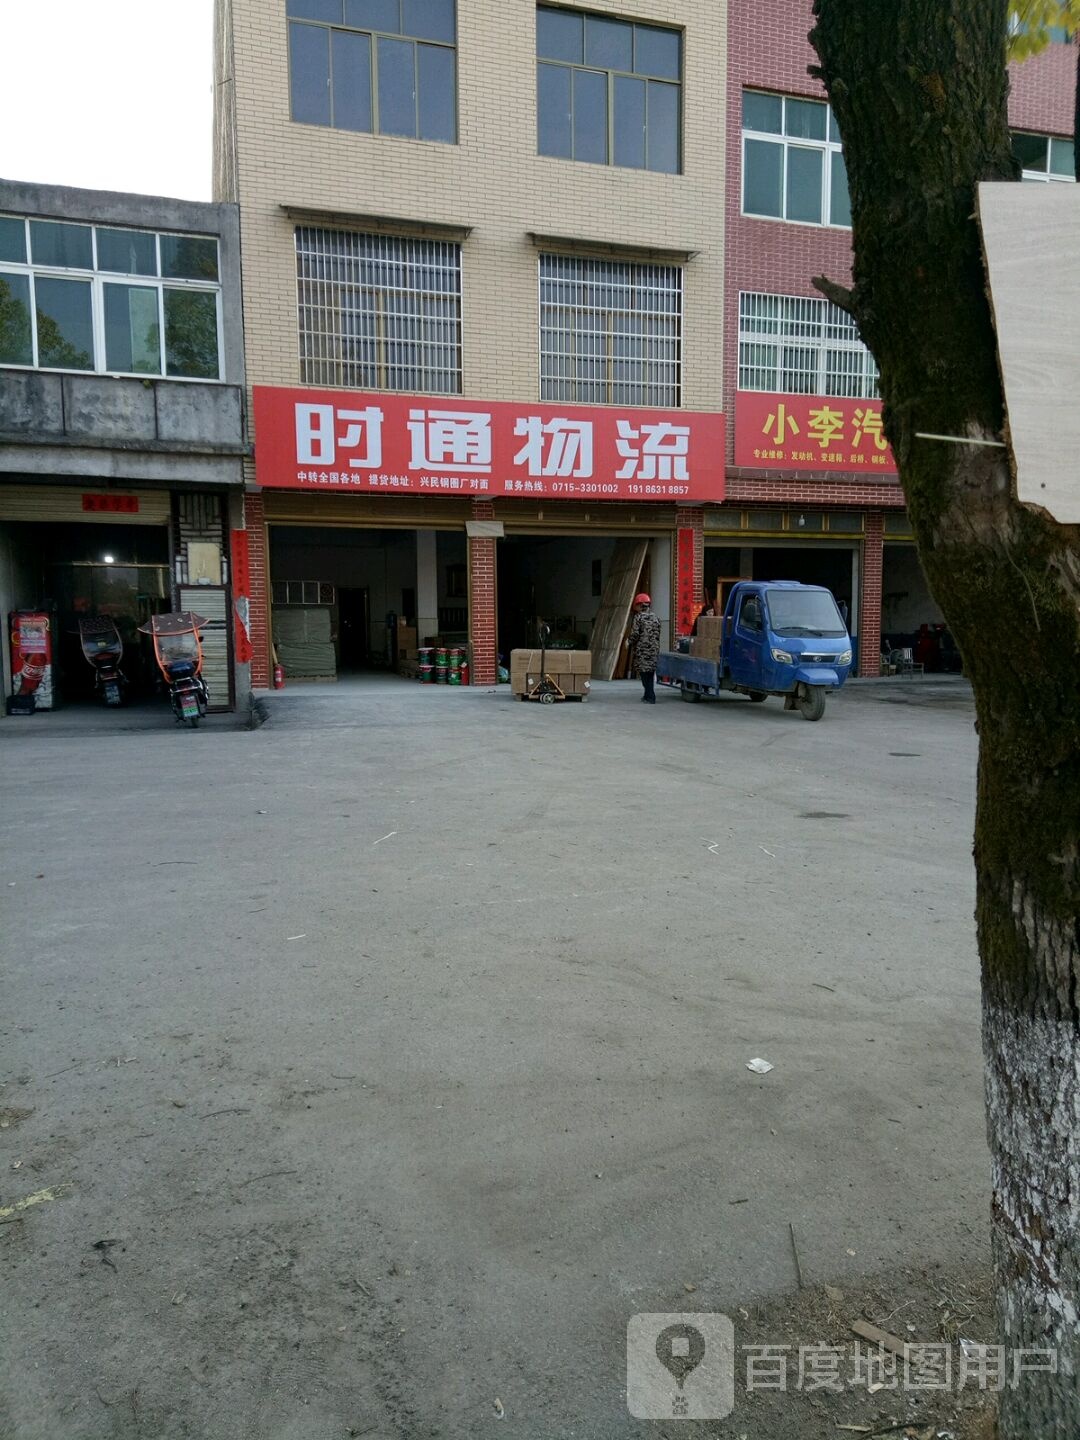 时通物流
中转全国各地 提货地址：兴民钢圈厂对面 服务热线：0715-3301002 191 8631 8857
小李汽
专业维修：发动机、变速箱、后桥、钢板、
百度地图用户